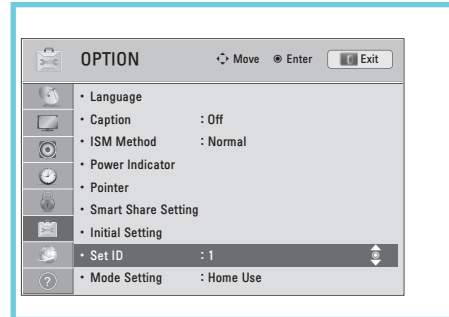 OPTION Move Enter Exit
• Language
• Caption : Off
• ISM Method : Normal
• Power Indicator
• Pointer
• Smart Share Setting
• Initial Setting
• Set ID : 1
• Mode Setting : Home Use
?